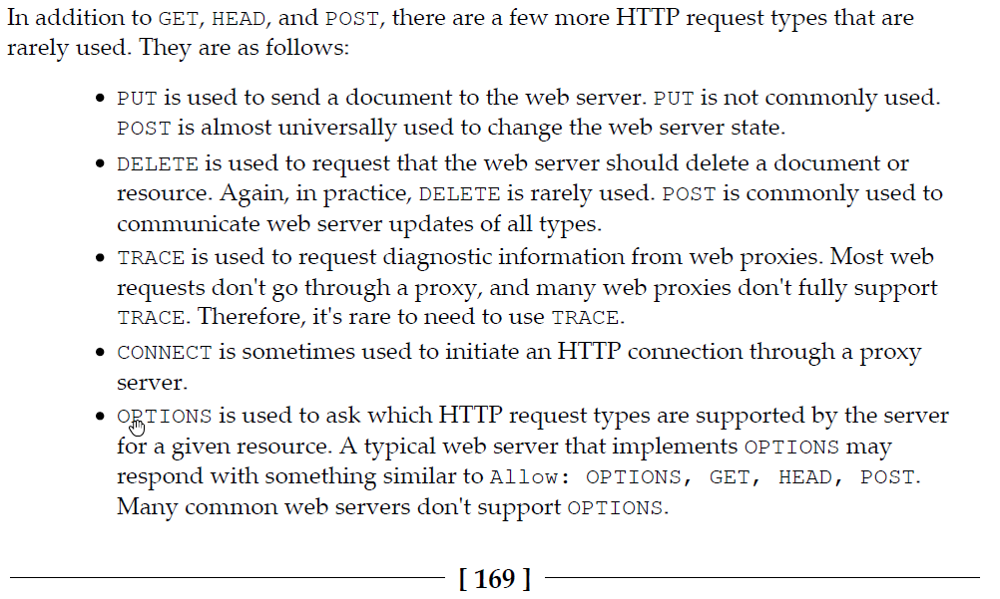 In addition to GET, HEAD, and POST, there are a few more HTTP request types that are
rarely used. They are as follows:
• PUT is used to send a document to the web server. PUT is not commonly used.
POST is almost universally used to change the web server state.
• DELETE is used to request that the web server should delete a document or
resource. Again, in practice, DELETE is rarely used. POST is commonly used to
communicate web server updates of all types.
• TRACE is used to request diagnostic information from web proxies. Most web
requests don't go through a proxy, and many web proxies don't fully support
TRACE. Therefore, it's rare to need to use TRACE.
• CONNECT is sometimes used to initiate an HTTP connection through a proxy
server.
• OPTIONS is used to ask which HTTP request types are supported by the server
for a given resource. A typical web server that implements OPTIONS may
respond with something similar to Allow: OPTIONS, GET, HEAD, POST.
Many common web servers don't support OPTIONS.
[ 169 ]